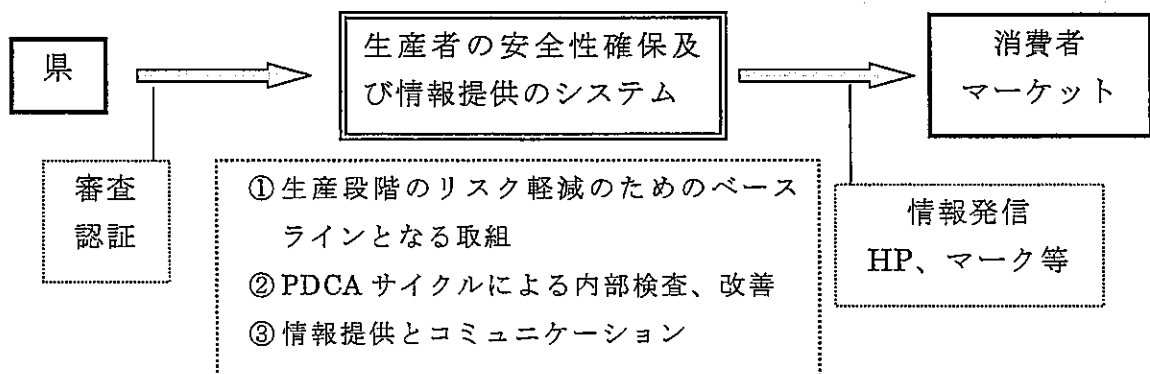 県
生産者の安全性確保及
び情報提供のシステム
消費者
マーケット
審査
認証
①生産段階のリスク軽減のためのベース
ラインとなる取組
②PDCAサイクルによる内部検査、改善
③情報提供とコミュニケーション
情報発信
HP、マーク等